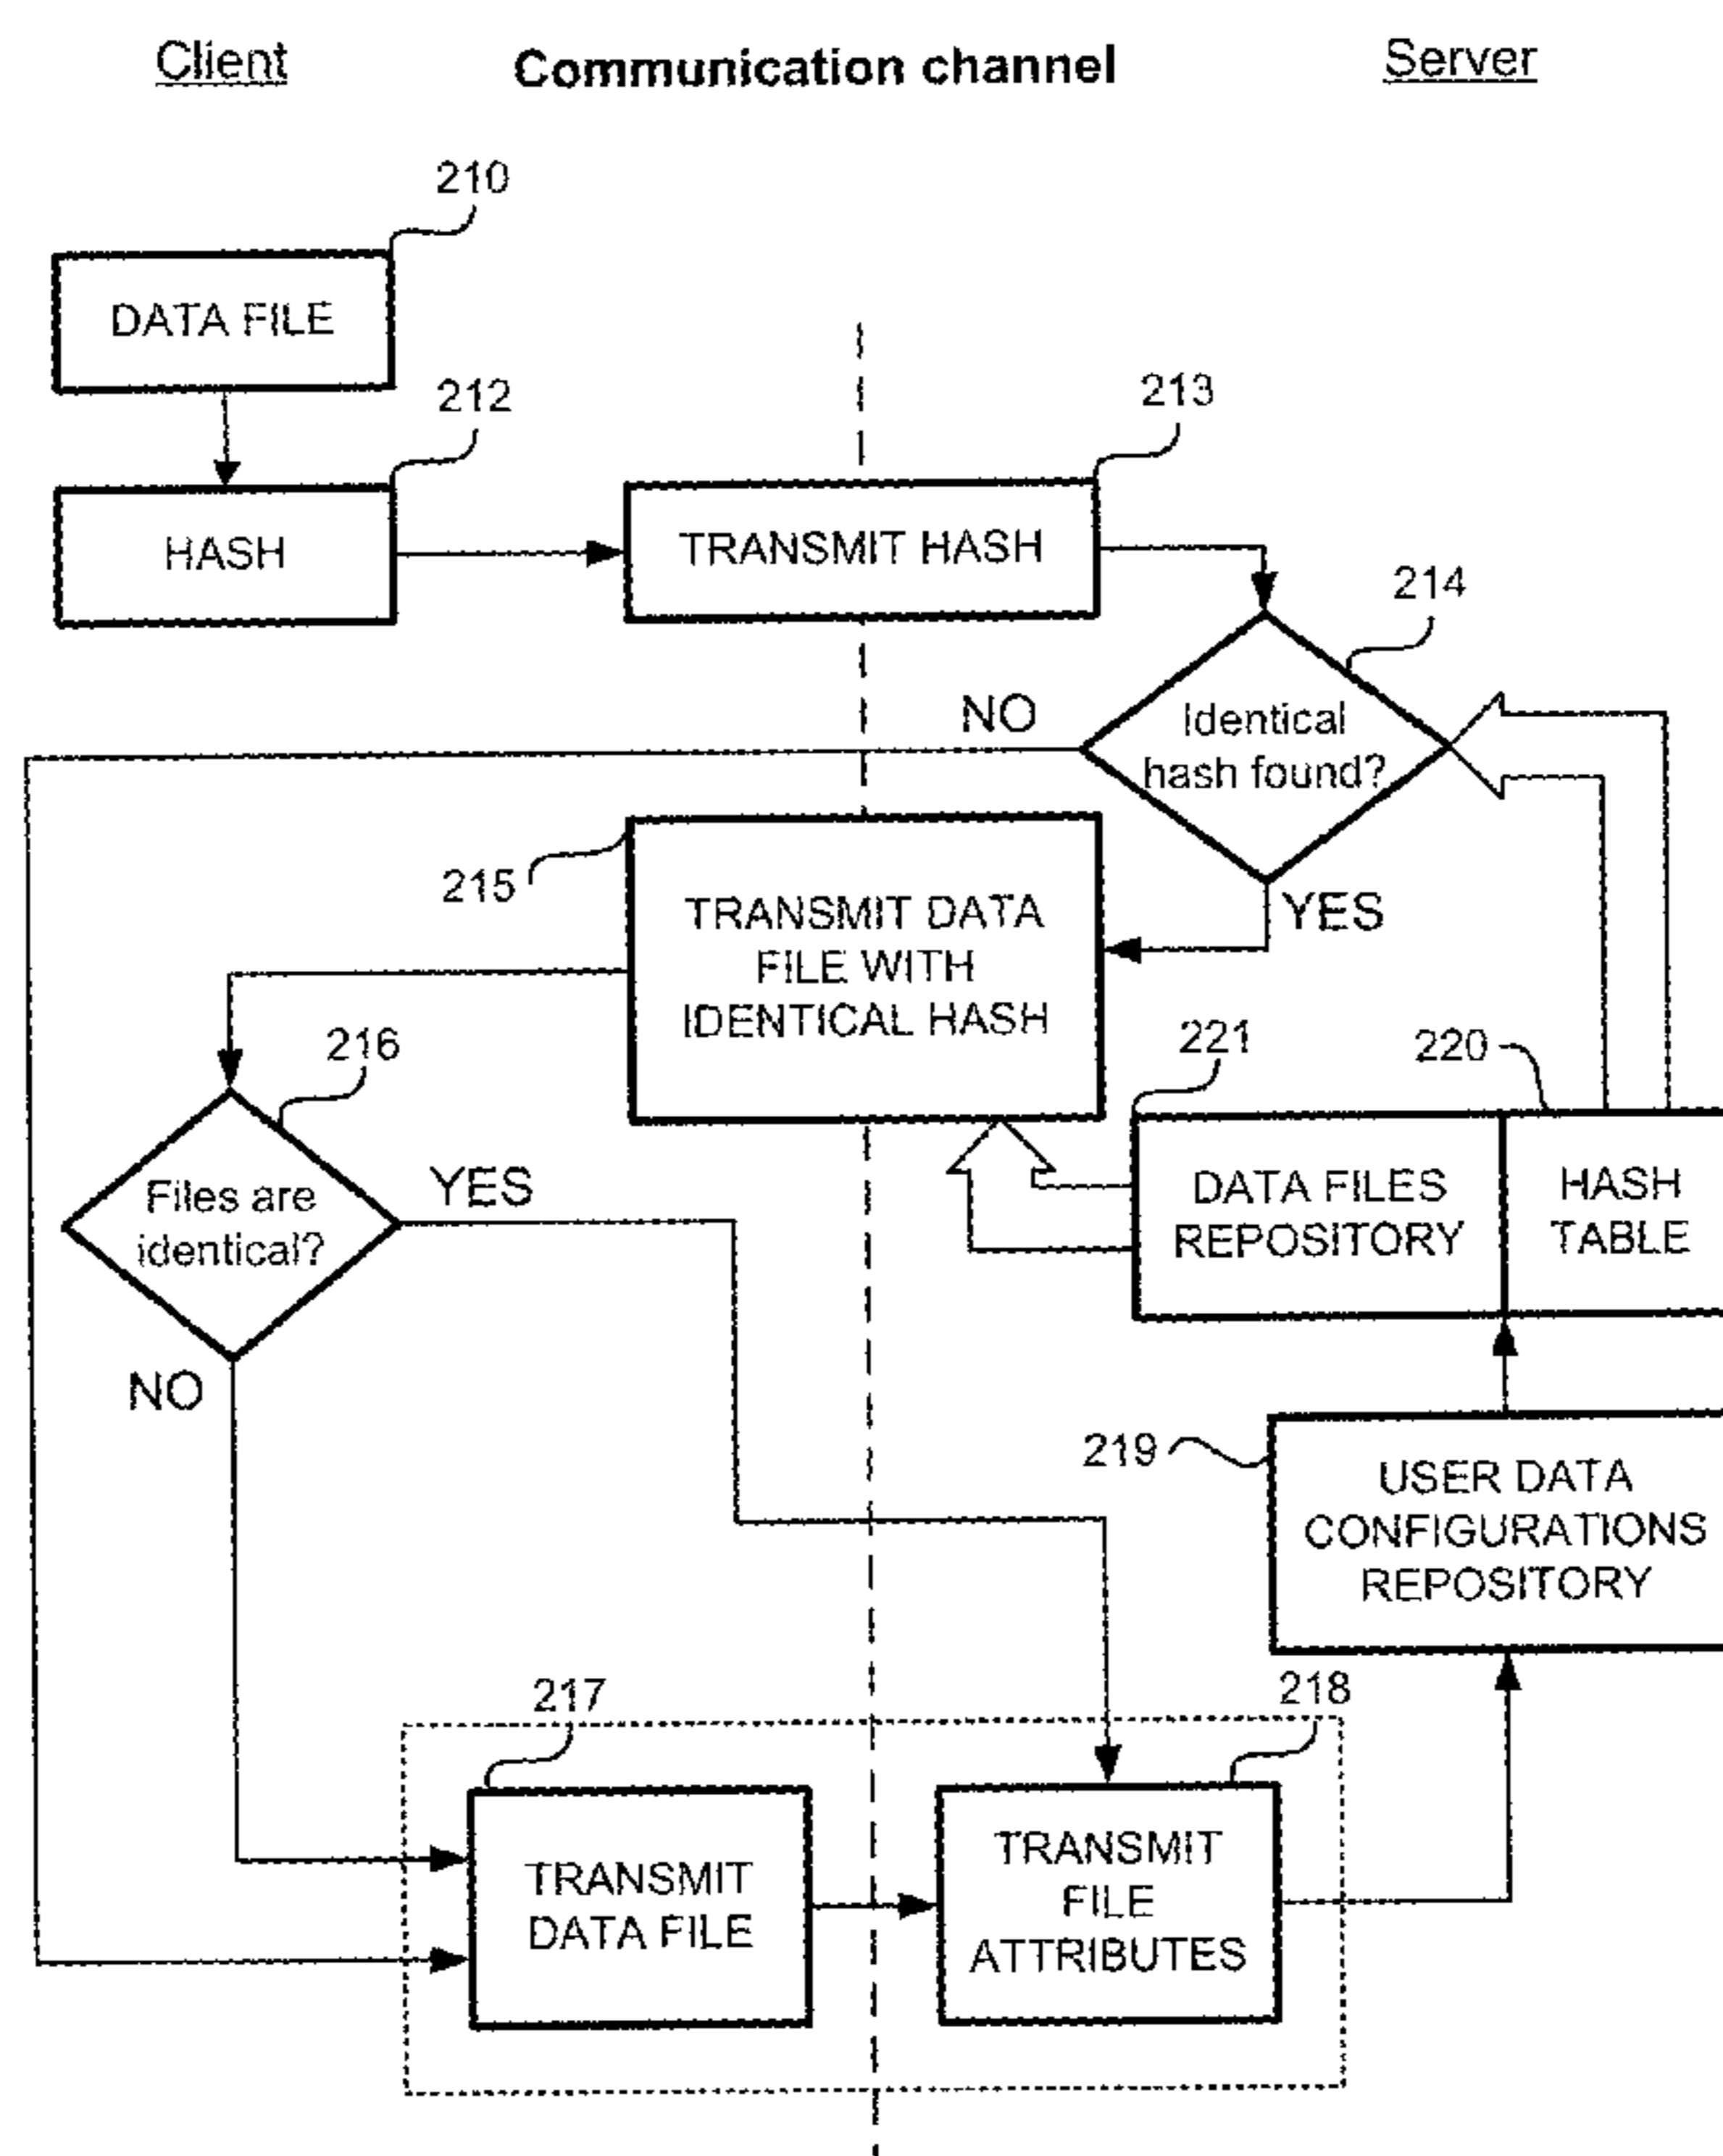 Client
Communication channel
Server
210
DATA FILE
212
HASH
213
TRANSMIT HASH
214
Identical
hash found?
NO
YES
215
TRANSMIT DATA
FILE WITH
IDENTICAL HASH
216
Files are
identical?
YES
NO
221
DATA FILES
REPOSITORY
220
HASH
TABLE
219
USER DATA
CONFIGURATIONS
REPOSITORY
217
TRANSMIT
DATA FILE
218
TRANSMIT
FILE
ATTRIBUTES